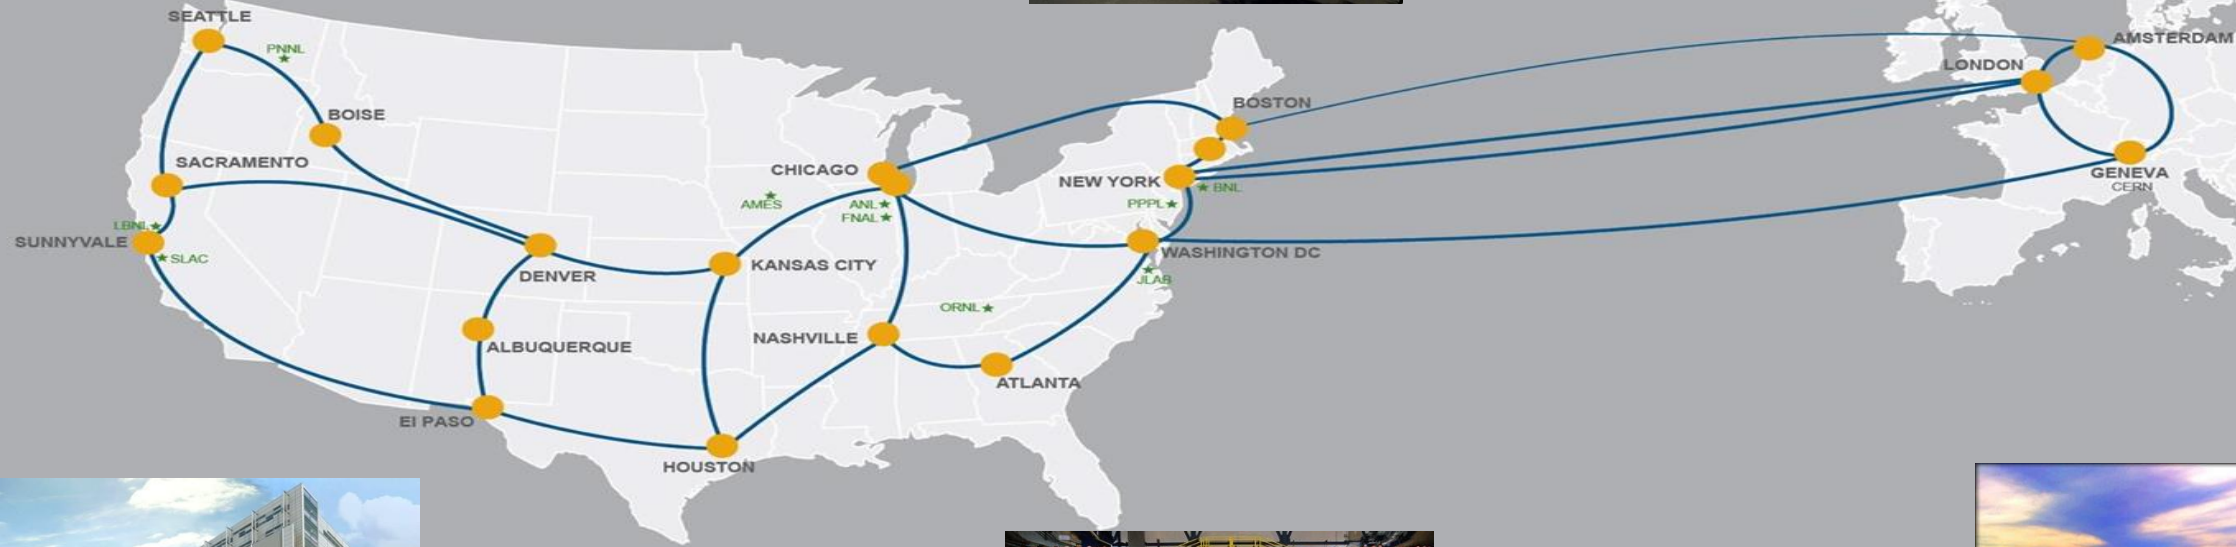 SEATTLE
PNNL
BOISE
SACRAMENTO
LBNL
SUNNYVALE
SLAC
DENVER
ALBUQUERQUE
El PASO
HOUSTON
KANSAS CITY
CHICAGO
AMES
ANL
FNAL
NASHVILLE
ORNL
ATLANTA
BOSTON
NEW YORK
BNL
PPPL
WASHINGTON DC
JLAB
AMSTERDAM
LONDON
GENEVA
CERN